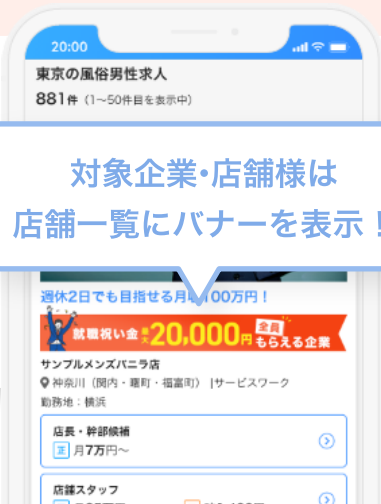 20:00
東京の風俗男性求人
881件（1〜50件目を表示中）
対象企業・店舗様は
店舗一覧にバナーを表示！
週休2日でも目指せる月収100万円！
就職祝い金 最大20,000円 全員もらえる企業
サンプルメンズバニラ店
神奈川（関内・曙町・福富町） |サービスワーク
勤務地：横浜
店長・幹部候補
正 月7万円〜
店舗スタッフ